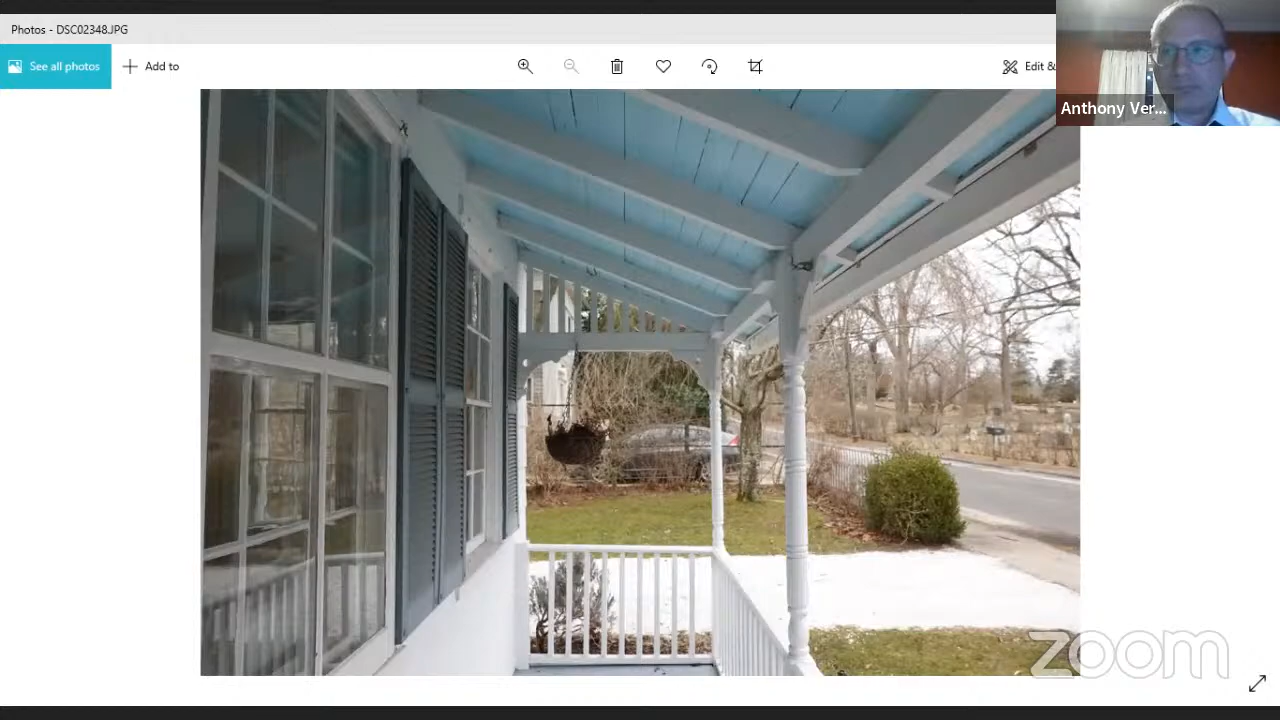 Photos - DSC02348.JPG
See all photos
Add to
Edit &
Anthony Ver...
zoom